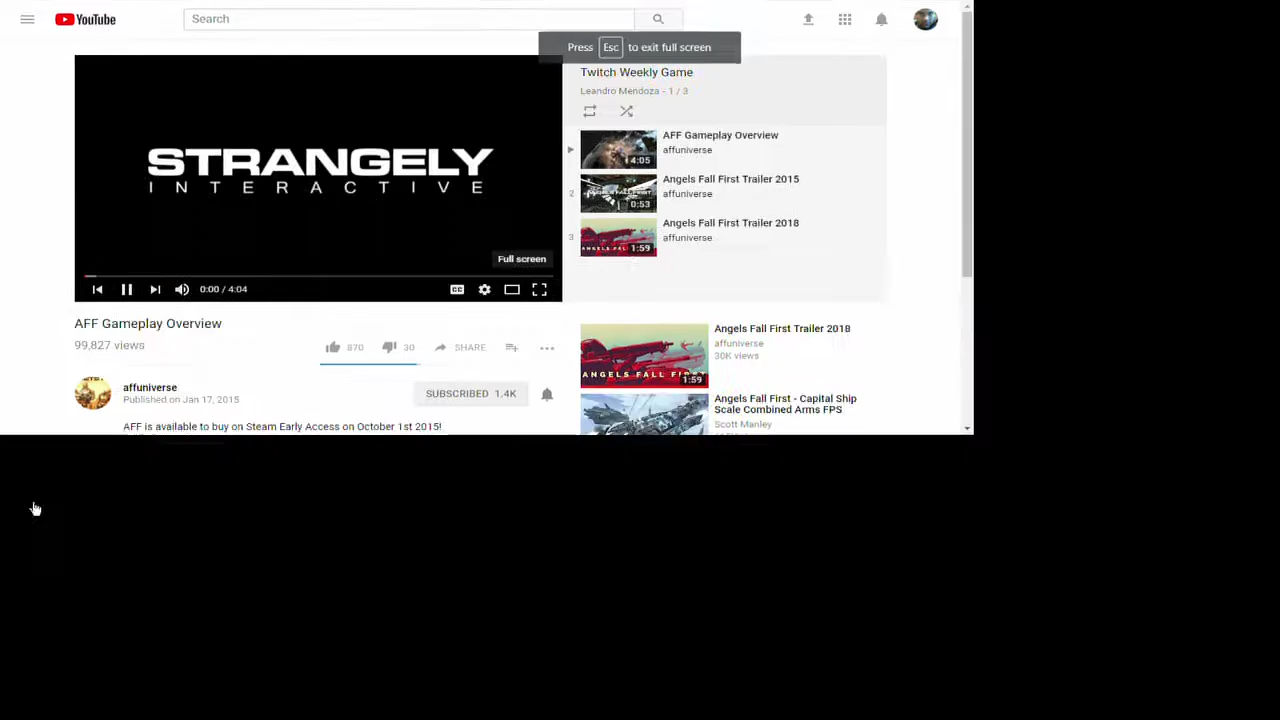 YouTube
Search
Press Esc to exit full screen
STRANGELY
INTERACTIVE
Full screen
0:00 / 4:04
Twitch Weekly Game
Leandro Mendoza - 1 / 3
AFF Gameplay Overview
affuniverse
4:05
2
Angels Fall First Trailer 2015
affuniverse
0:53
3
Angels Fall First Trailer 2018
affuniverse
1:59
AFF Gameplay Overview
99,827 views
870
30
SHARE
affuniverse
Published on Jan 17, 2015
SUBSCRIBED 1.4K
AFF is available to buy on Steam Early Access on October 1st 2015!
ANGELS FALL FIRST
1:59
Angels Fall First Trailer 2018
affuniverse
30K views
Angels Fall First - Capital Ship
Scale Combined Arms FPS
Scott Manley